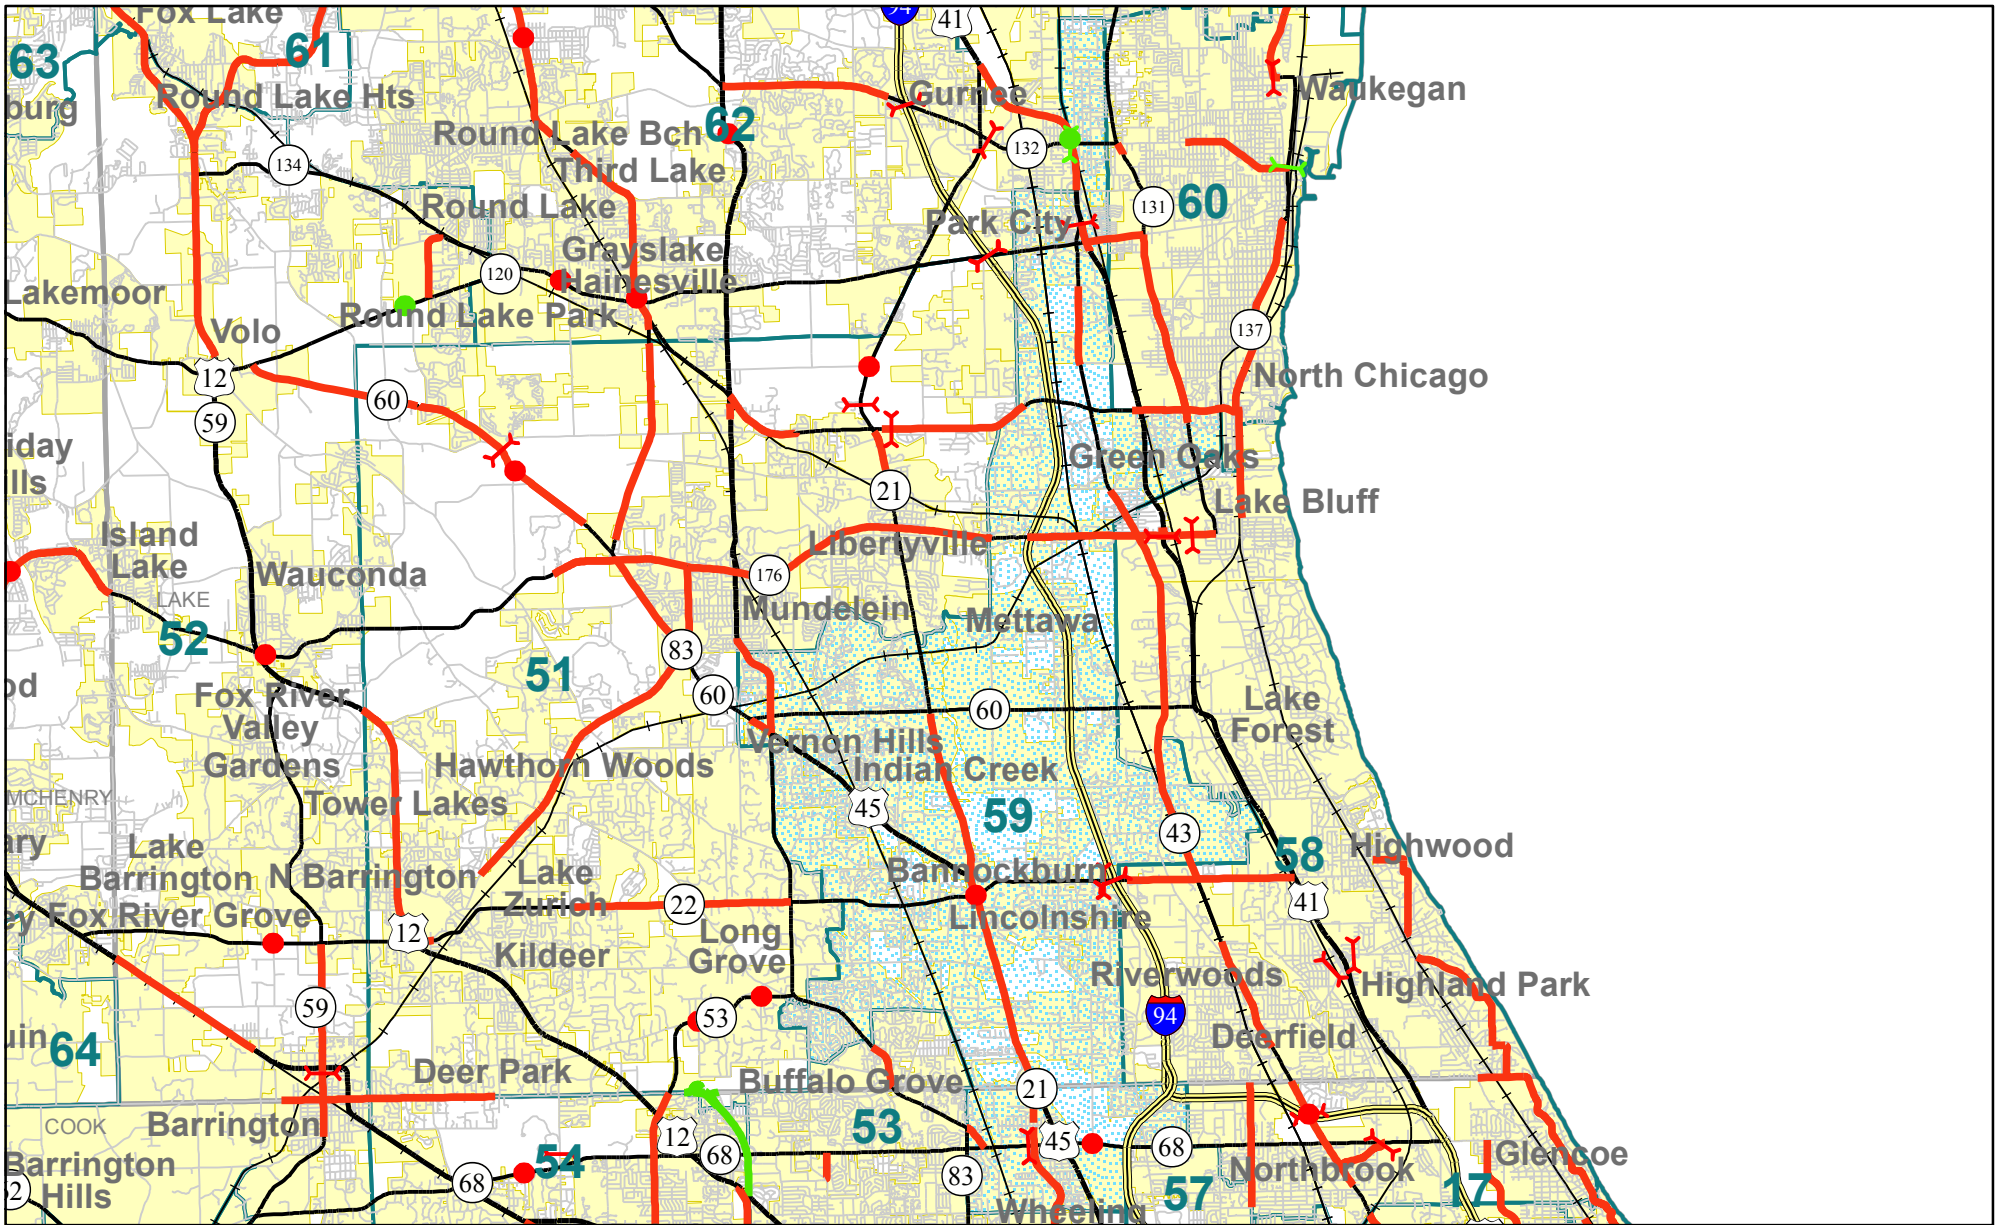 Fox Lake
94
41
63
61
burg
Round Lake Hts
Gurnee
Waukegan
62
Round Lake Bch
134
132
Third Lake
Round Lake
131
60
Park City
Grayslake
120
Hainesville
Lakemoor
Round Lake Park
Volo
137
12
North Chicago
60
59
iday
lls
Green Oaks
21
Lake Bluff
Island
Lake
Libertyville
Wauconda
176
LAKE
Mundelein
Mettawa
52
83
51
od
Fox River
Valley
Gardens
60
60
Lake
Forest
Vernon Hills
Hawthorn Woods
Indian Creek
MCHENRY
Tower Lakes
45
59
43
ary
Lake
Barrington
N Barrington
58
Highwood
Bannockburn
Lake
Zurich
22
41
ey
Fox River Grove
12
Lincolnshire
Long
Grove
Kildeer
Riverwoods
Highland Park
59
53
94
uin
64
Deerfield
Deer Park
Buffalo Grove
21
COOK
Barrington
12
53
45
68
68
54
Barrington
Hills
62
68
83
Northbrook
Glencoe
57
17
Wheeling